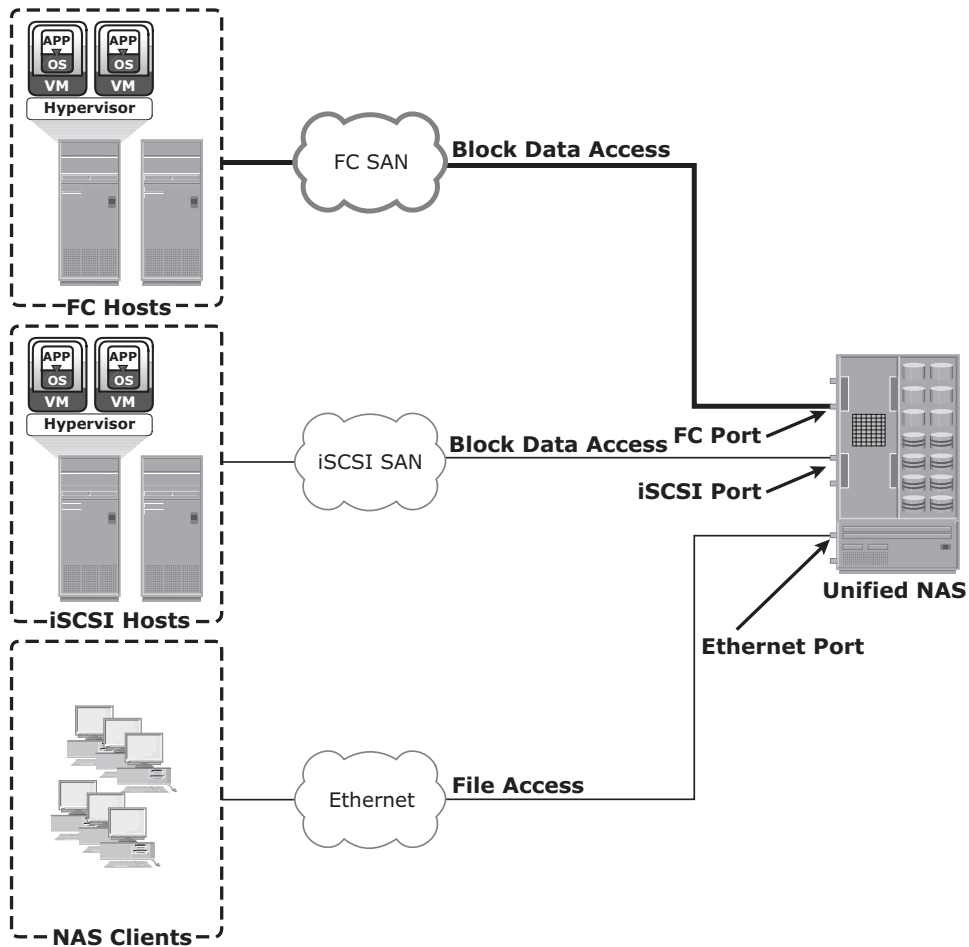 APP APP
OS OS
VM VM
Hypervisor
FC SAN
Block Data Access
FC Hosts
APP APP
OS OS
VM VM
Hypervisor
iSCSI SAN
Block Data Access
FC Port
iSCSI Port
iSCSI Hosts
Unified NAS
Ethernet Port
Ethernet
File Access
NAS Clients